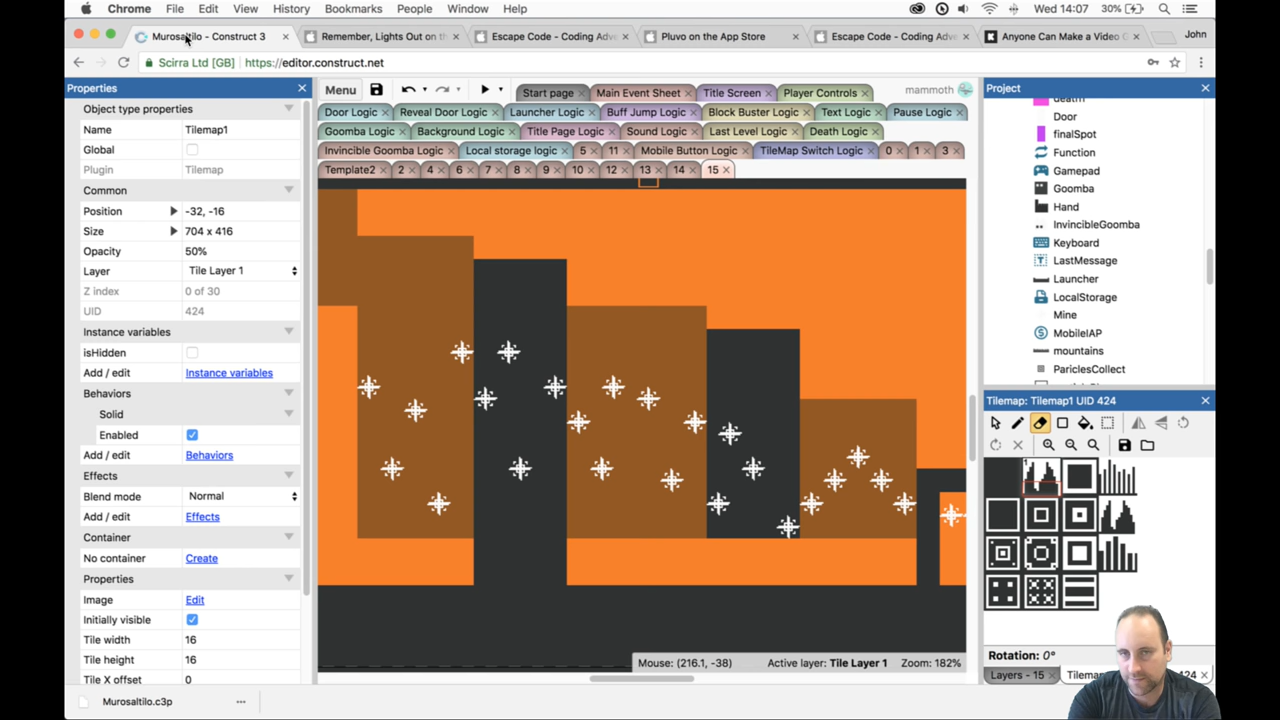 Chrome File Edit View History Bookmarks People Window Help Wed 14:07 30%
Murosaltilo - Construct 3 Remember, Lights Out on th Escape Code - Coding Adve Pluvo on the App Store Escape Code - Coding Adve Anyone Can Make a Video G John
Scirra Ltd [GB] https://editor.construct.net
Properties
Object type properties
Name Tilemap1
Global
Plugin Tilemap
Common
Position -32, -16
Size 704 x 416
Opacity 50%
Layer Tile Layer 1
Z index 0 of 30
UID 424
Instance variables
isHidden
Add / edit Instance variables
Behaviors
Solid
Enabled
Add / edit Behaviors
Effects
Blend mode Normal
Add / edit Effects
Container
No container Create
Properties
Image Edit
Initially visible
Tile width 16
Tile height 16
Tile X offset 0
Menu Start page Main Event Sheet Title Screen Player Controls mammoth
Door Logic Reveal Door Logic Launcher Logic Buff Jump Logic Block Buster Logic Text Logic Pause Logic
Goomba Logic Background Logic Title Page Logic Sound Logic Last Level Logic Death Logic
Invincible Goomba Logic Local storage logic 5 11 Mobile Button Logic TileMap Switch Logic 0 1 3
Template2 2 4 6 7 8 9 10 12 13 14 15
Mouse: (216.1, -38) Active layer: Tile Layer 1 Zoom: 182%
Project
Door
finalSpot
Function
Gamepad
Goomba
Hand
InvincibleGoomba
Keyboard
LastMessage
Launcher
LocalStorage
Mine
MobileIAP
mountains
PariclesCollect
Tilemap: Tilemap1 UID 424
Rotation: 0°
Layers - 15 Tilemap 424
Murosaltilo.c3p